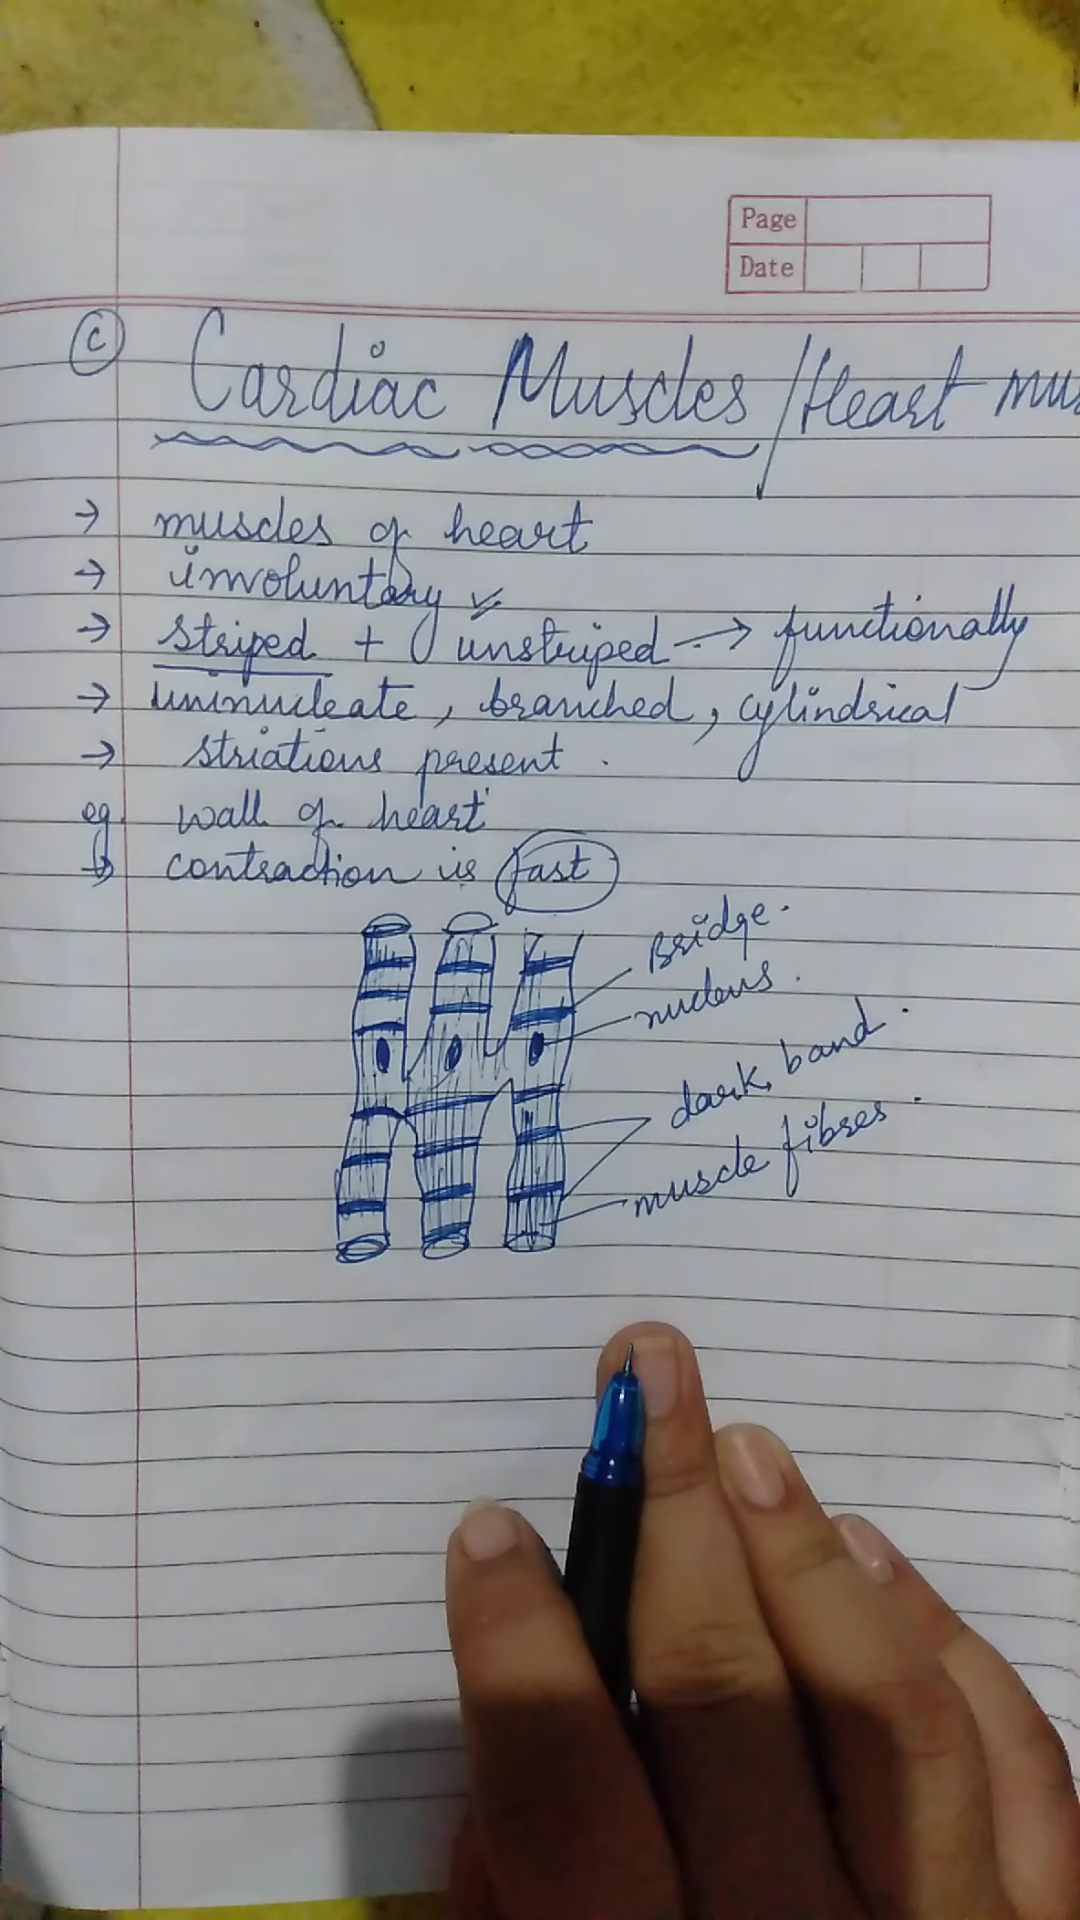 Page
Date
(c) Cardiac Muscles / Heart mus
→ muscles of heart
→ involuntary
→ striped + unstriped → functionally
→ uninucleate, branched, cylindrical
→ striations present.
eg. wall of heart
→ contraction is fast
Bridge.
nucleus.
dark band.
muscle fibres.